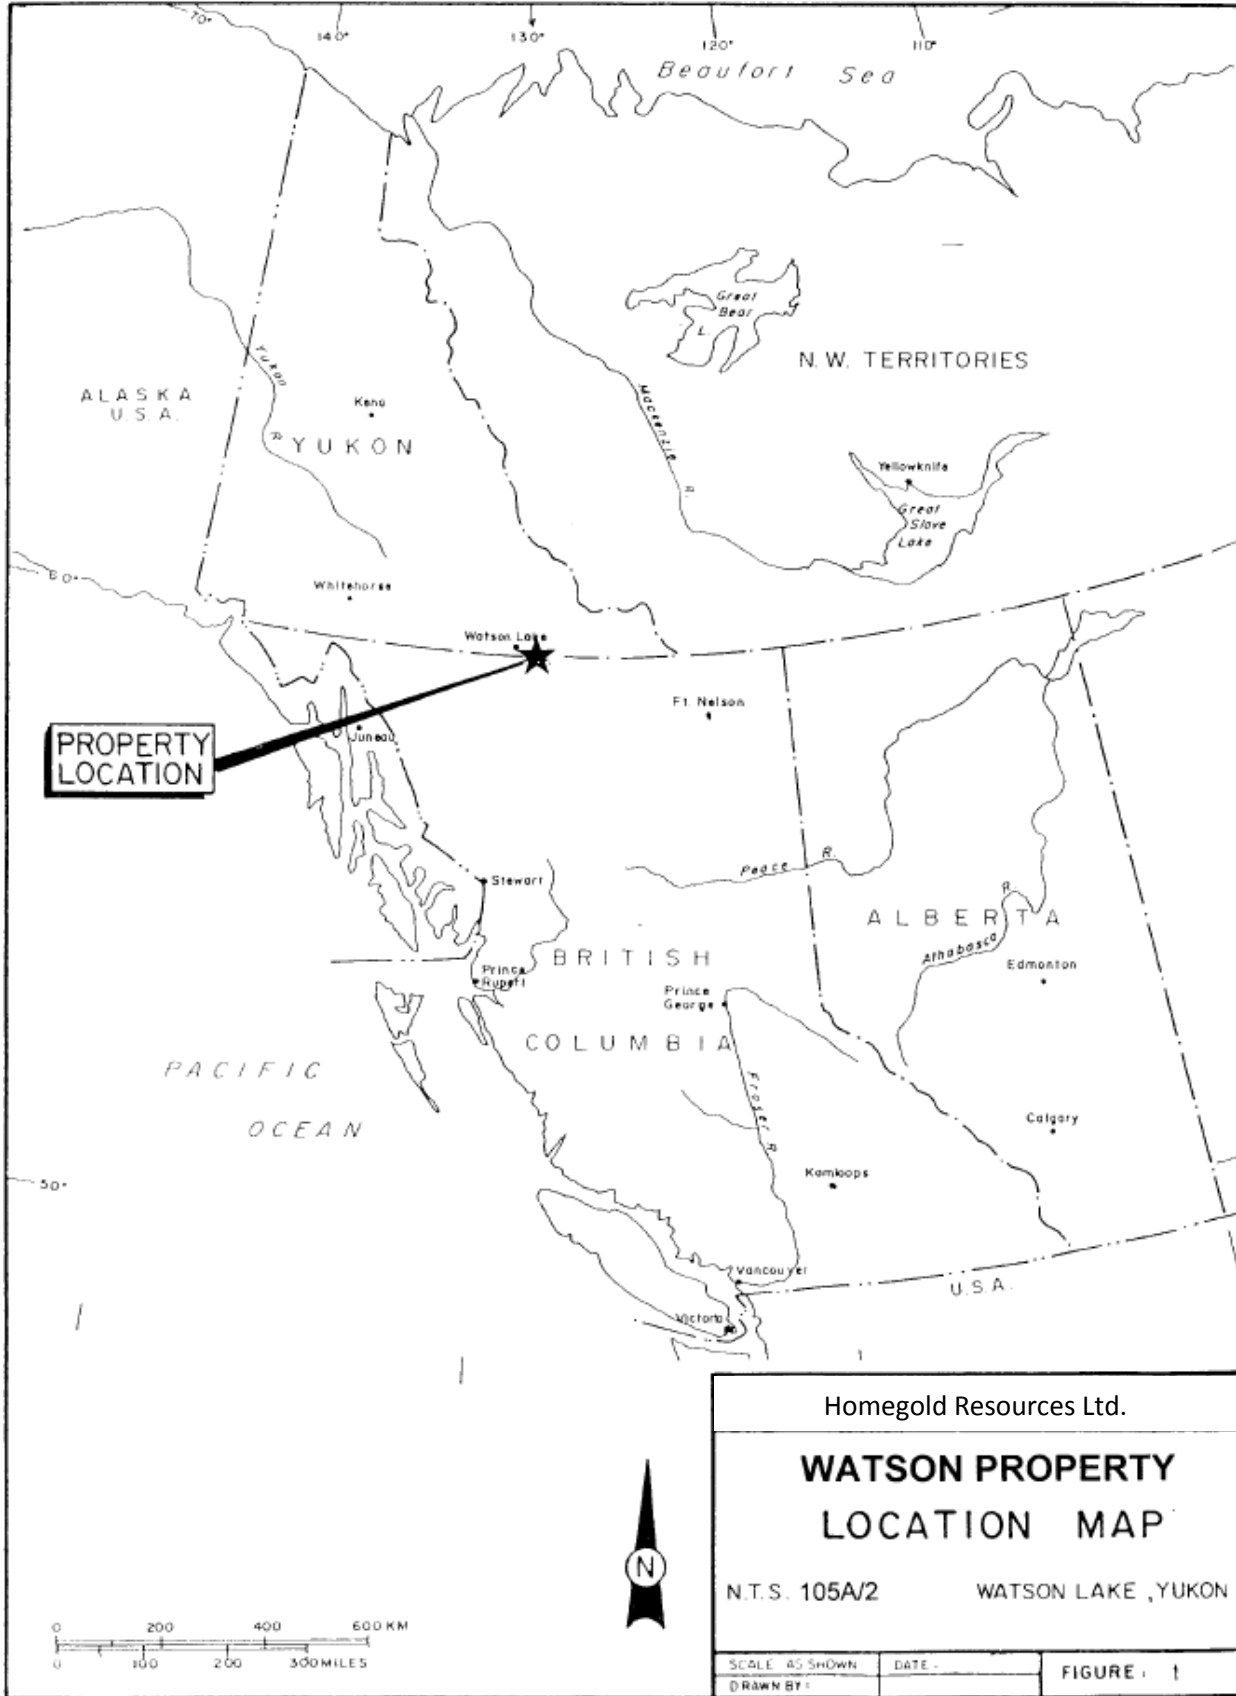 70°
140°
130°
120°
110°
Beaufort Sea
Great
Bear
L.
N.W. TERRITORIES
Yukon
R.
Mackenzie
R.
ALASKA
U.S.A.
Keno
YUKON
Yellowknife
Great
Slave
Lake
60°
Whitehorse
Watson Lake
Ft. Nelson
PROPERTY
LOCATION
Juneau
Peace R.
Stewart
ALBERTA
Athabasca
R.
BRITISH
COLUMBIA
Edmonton
Prince
Rupert
Prince
George
PACIFIC
OCEAN
Fraser R.
Calgary
Kamloops
50°
Vancouver
U.S.A.
Victoria
Homegold Resources Ltd.
WATSON PROPERTY
LOCATION MAP
N
N.T.S. 105A/2 WATSON LAKE , YUKON
0 200 400 600 KM
0 100 200 300 MILES
SCALE AS SHOWN
DATE -
DRAWN BY :
FIGURE : 1